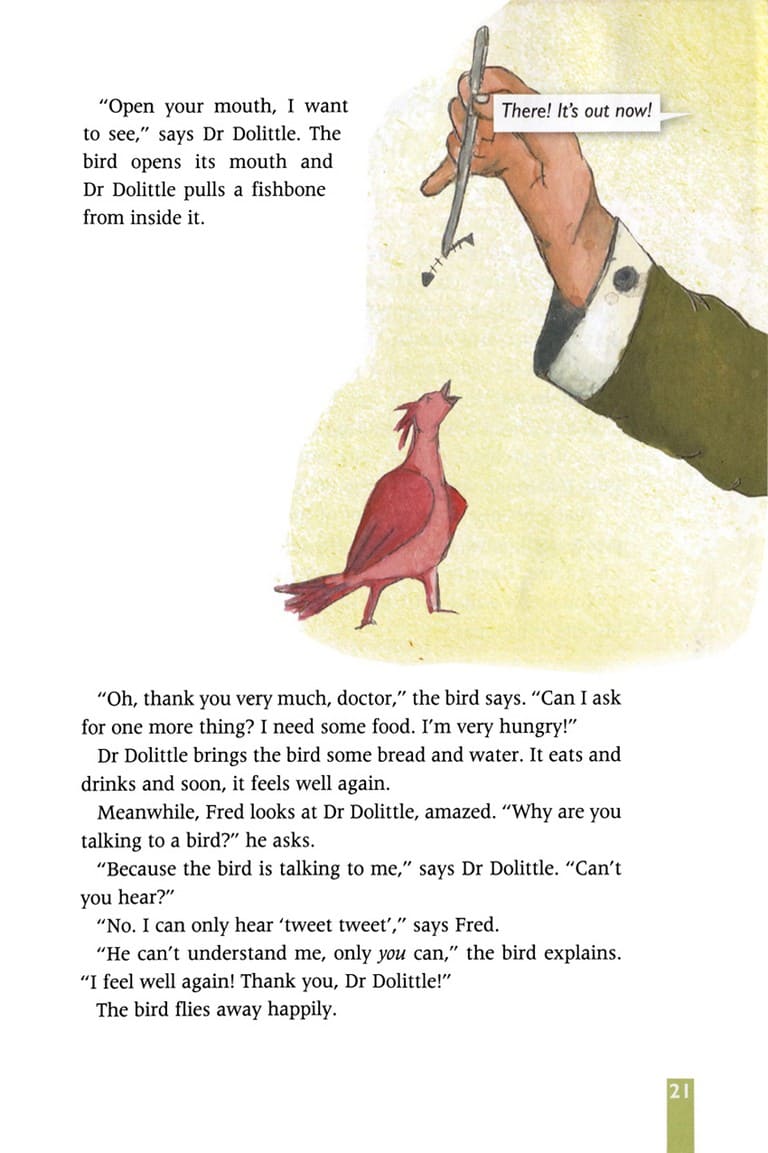 “Open your mouth, I want
to see,” says Dr Dolittle. The
bird opens its mouth and
Dr Dolittle pulls a fishbone
from inside it.
There! It’s out now!
“Oh, thank you very much, doctor,” the bird says. “Can I ask
for one more thing? I need some food. I’m very hungry!”
Dr Dolittle brings the bird some bread and water. It eats and
drinks and soon, it feels well again.
Meanwhile, Fred looks at Dr Dolittle, amazed. “Why are you
talking to a bird?” he asks.
“Because the bird is talking to me,” says Dr Dolittle. “Can’t
you hear?”
“No. I can only hear ‘tweet tweet’,” says Fred.
“He can’t understand me, only you can,” the bird explains.
“I feel well again! Thank you, Dr Dolittle!”
The bird flies away happily.
21